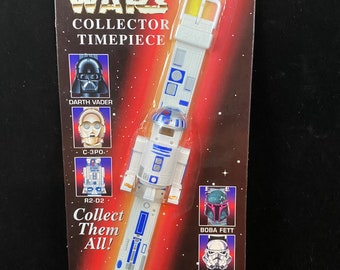 WARS
COLLECTOR
TIMEPIECE
DARTH VADER
C-3PO
R2-D2
Collect
Them
All!
BOBA FETT